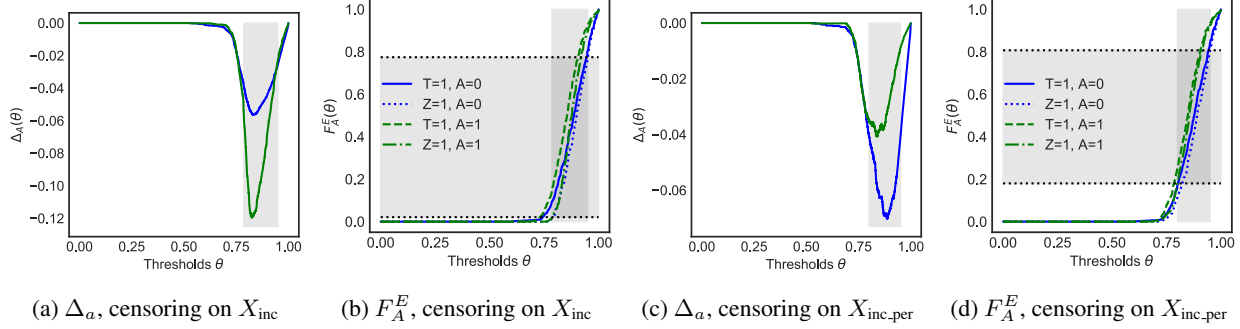 0.00
−0.02
−0.04
−0.06
−0.08
−0.10
−0.12
Δ_A(θ)
0.00 0.25 0.50 0.75 1.00
Thresholds θ
1.0
0.8
0.6
0.4
0.2
0.0
F_A^E(θ)
T=1, A=0
Z=1, A=0
T=1, A=1
Z=1, A=1
0.00 0.25 0.50 0.75 1.00
Thresholds θ
0.00
−0.02
−0.04
−0.06
Δ_A(θ)
0.00 0.25 0.50 0.75 1.00
Thresholds θ
1.0
0.8
0.6
0.4
0.2
0.0
F_A^E(θ)
T=1, A=0
Z=1, A=0
T=1, A=1
Z=1, A=1
0.00 0.25 0.50 0.75 1.00
Thresholds θ
(a) Δ_a, censoring on X_inc
(b) F_A^E, censoring on X_inc
(c) Δ_a, censoring on X_inc_per
(d) F_A^E, censoring on X_inc_per